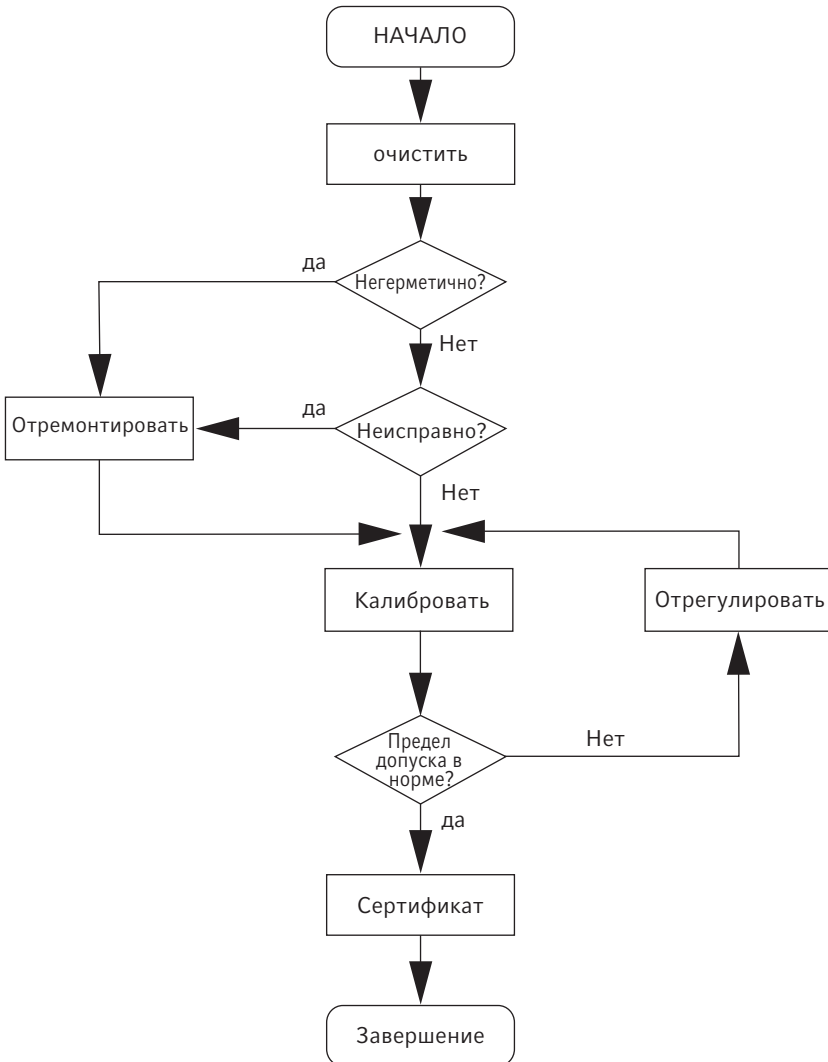 НАЧАЛО
очистить
да
Негерметично?
Нет
Отремонтировать
да
Неисправно?
Нет
Калибровать
Отрегулировать
Предел
допуска в
норме?
Нет
да
Сертификат
Завершение